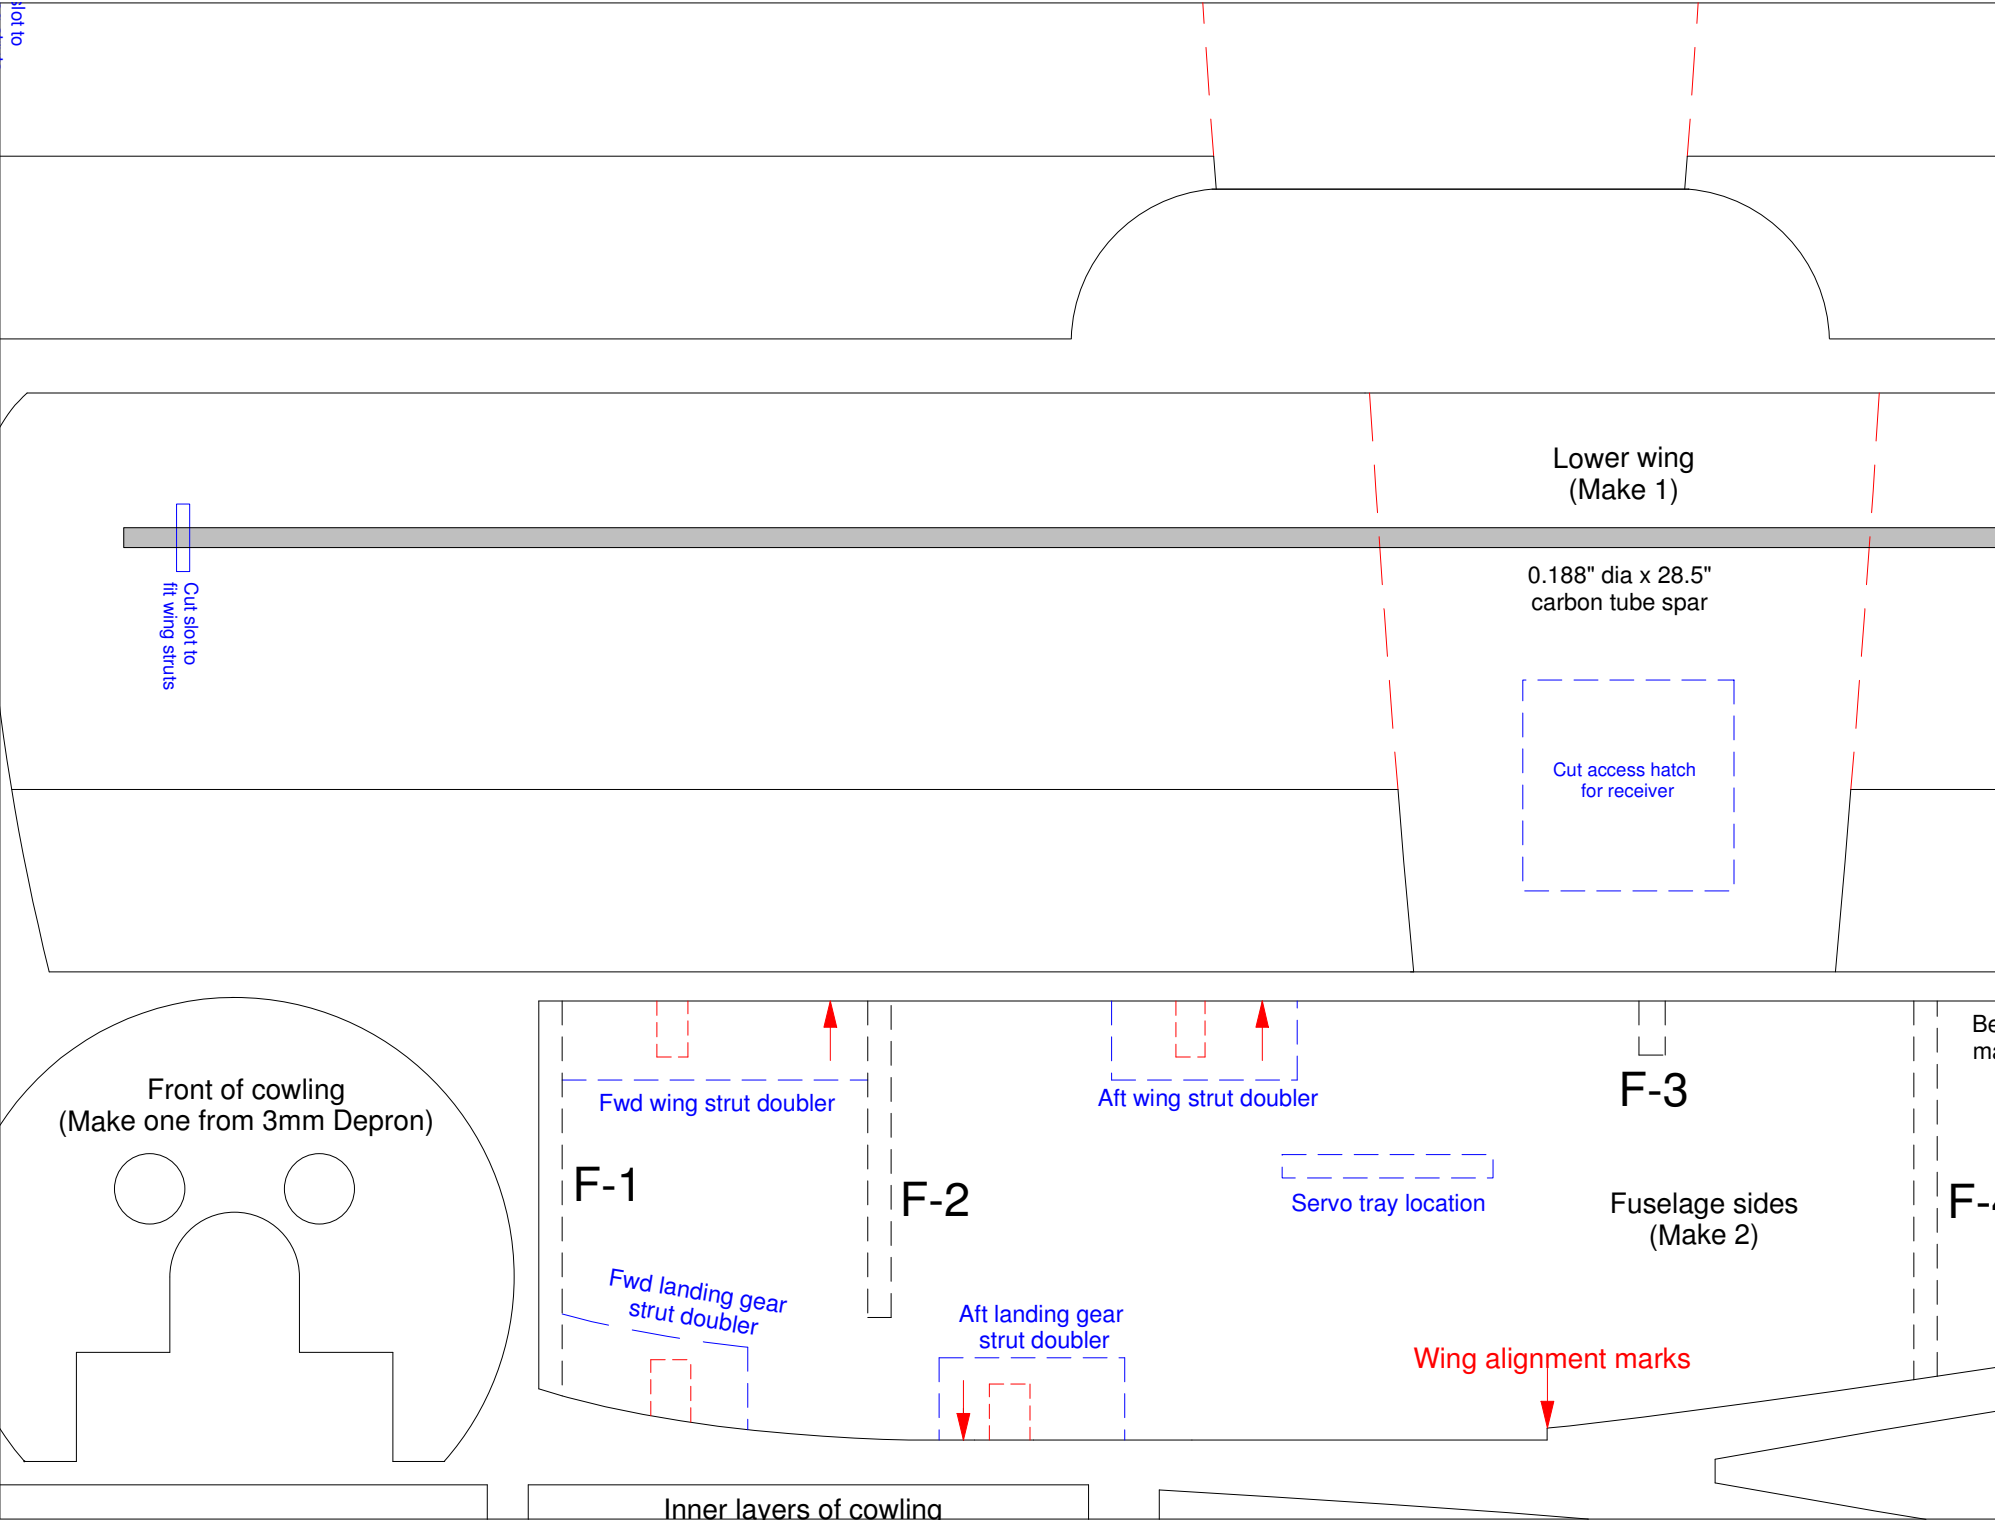 slot to
Lower wing
(Make 1)
0.188" dia x 28.5"
carbon tube spar
Cut slot to
fit wing struts
Cut access hatch
for receiver
Front of cowling
(Make one from 3mm Depron)
Fwd wing strut doubler
Aft wing strut doubler
F-1
F-2
F-3
Servo tray location
Fuselage sides
(Make 2)
Fwd landing gear
strut doubler
Aft landing gear
strut doubler
Wing alignment marks
Inner layers of cowling